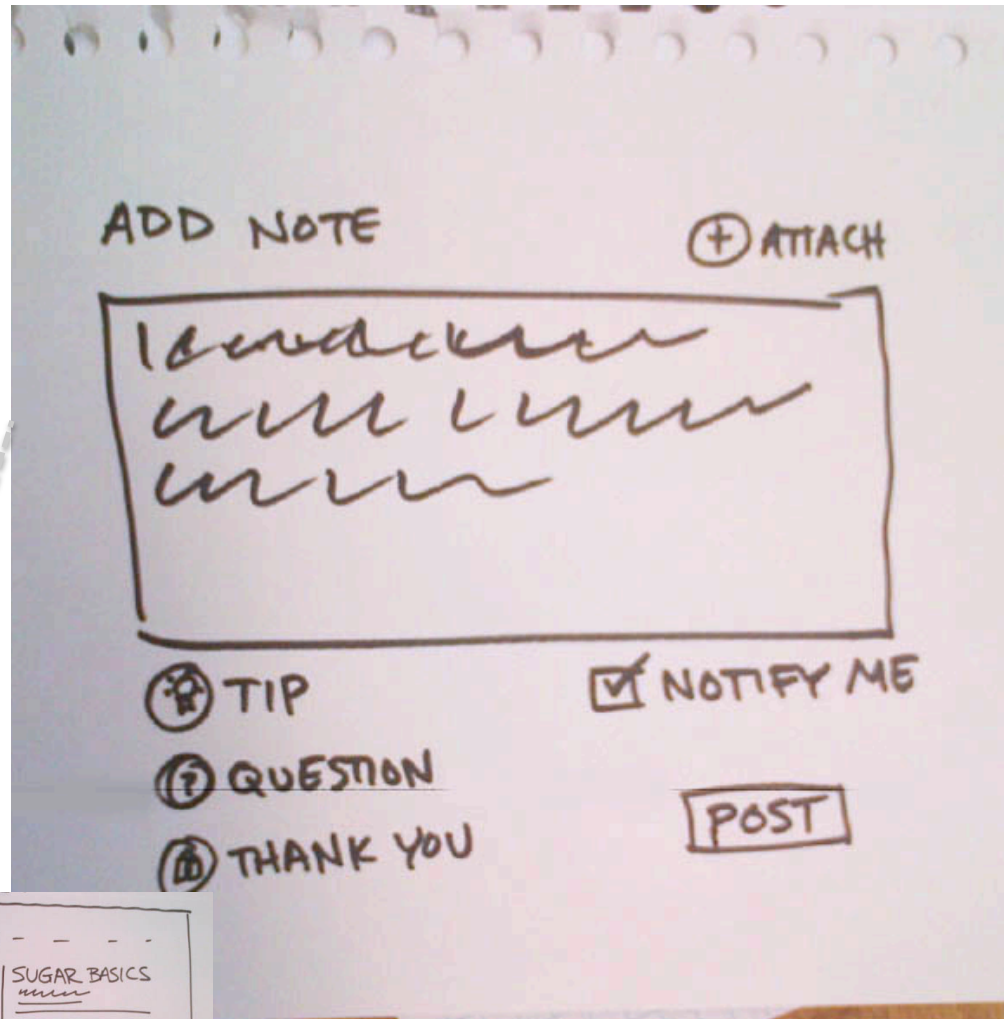 ADD NOTE
+ ATTACH
TIP
NOTIFY ME
? QUESTION
POST
THANK YOU
SUGAR BASICS